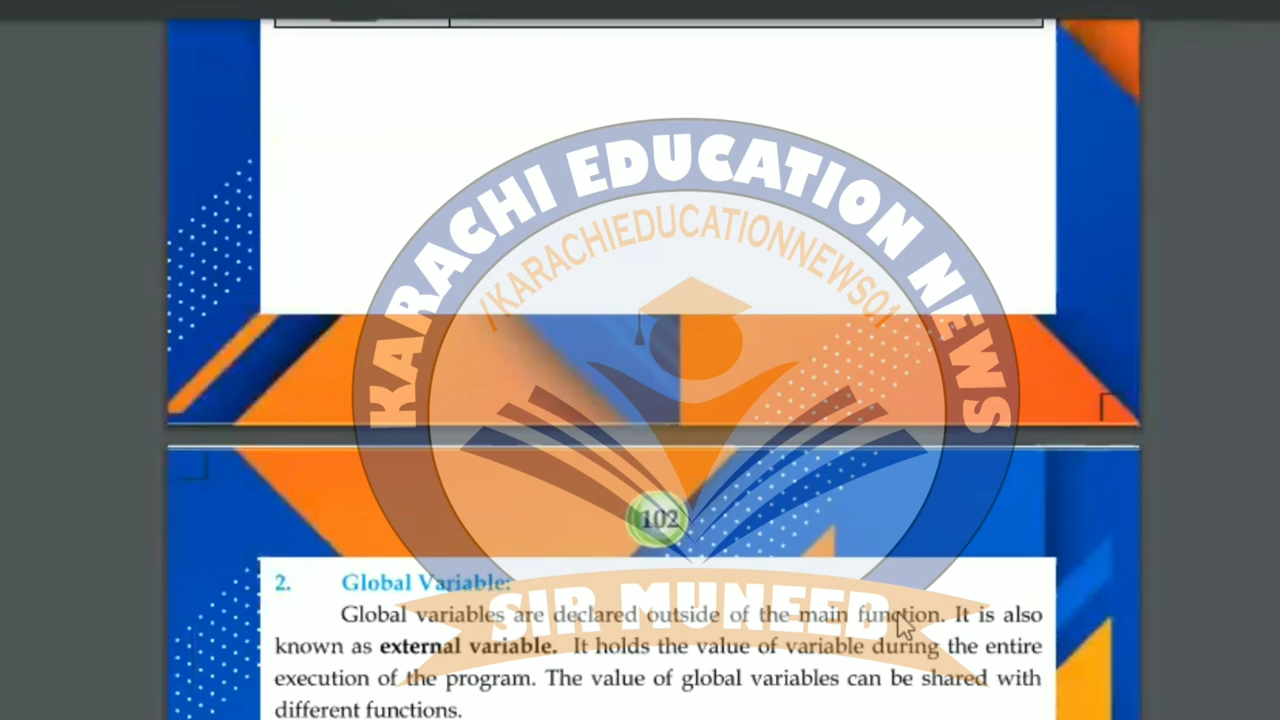 KARACHI EDUCATION NEWS
/KARACHIEDUCATIONNEWS01
102
2. Global Variable:
SIR MUNEED
Global variables are declared outside of the main function. It is also
known as external variable. It holds the value of variable during the entire
execution of the program. The value of global variables can be shared with
different functions.